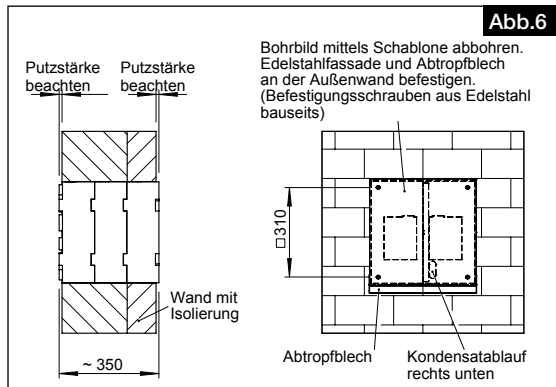 Abb.6
Bohrbild mittels Schablone abbohren.
Edelstahlfassade und Abtropfblech
an der Außenwand befestigen.
(Befestigungsschrauben aus Edelstahl
bauseits)
Putzstärke
beachten
Putzstärke
beachten
□310
Wand mit
Isolierung
~ 350
Abtropfblech
Kondensatablauf
rechts unten